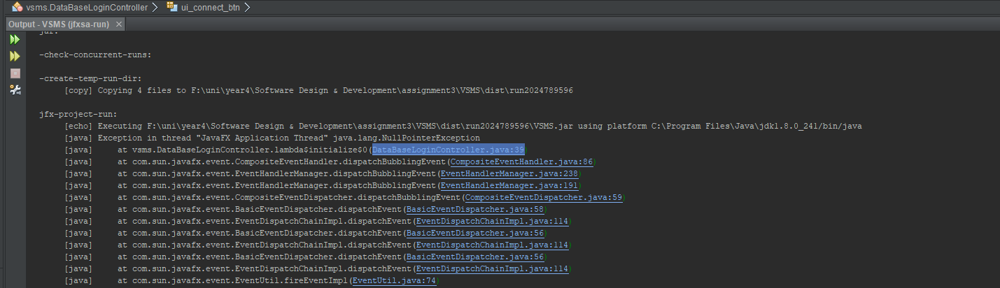 vsms.DataBaseLoginController ui_connect_btn
Output - VSMS (jfxsa-run)
jar:
-check-concurrent-runs:
-create-temp-run-dir:
[copy] Copying 4 files to F:\uni\year4\Software Design & Development\assignment3\VSMS\dist\run2024789596
jfx-project-run:
[echo] Executing F:\uni\year4\Software Design & Development\assignment3\VSMS\dist\run2024789596\VSMS.jar using platform C:\Program Files\Java\jdk1.8.0_241/bin/java
[java] Exception in thread "JavaFX Application Thread" java.lang.NullPointerException
[java] at vsms.DataBaseLoginController.lambda$initialize$0(DataBaseLoginController.java:39)
[java] at com.sun.javafx.event.CompositeEventHandler.dispatchBubblingEvent(CompositeEventHandler.java:86)
[java] at com.sun.javafx.event.EventHandlerManager.dispatchBubblingEvent(EventHandlerManager.java:238)
[java] at com.sun.javafx.event.EventHandlerManager.dispatchBubblingEvent(EventHandlerManager.java:191)
[java] at com.sun.javafx.event.CompositeEventDispatcher.dispatchBubblingEvent(CompositeEventDispatcher.java:59)
[java] at com.sun.javafx.event.BasicEventDispatcher.dispatchEvent(BasicEventDispatcher.java:58)
[java] at com.sun.javafx.event.EventDispatchChainImpl.dispatchEvent(EventDispatchChainImpl.java:114)
[java] at com.sun.javafx.event.BasicEventDispatcher.dispatchEvent(BasicEventDispatcher.java:56)
[java] at com.sun.javafx.event.EventDispatchChainImpl.dispatchEvent(EventDispatchChainImpl.java:114)
[java] at com.sun.javafx.event.BasicEventDispatcher.dispatchEvent(BasicEventDispatcher.java:56)
[java] at com.sun.javafx.event.EventDispatchChainImpl.dispatchEvent(EventDispatchChainImpl.java:114)
[java] at com.sun.javafx.event.EventUtil.fireEventImpl(EventUtil.java:74)